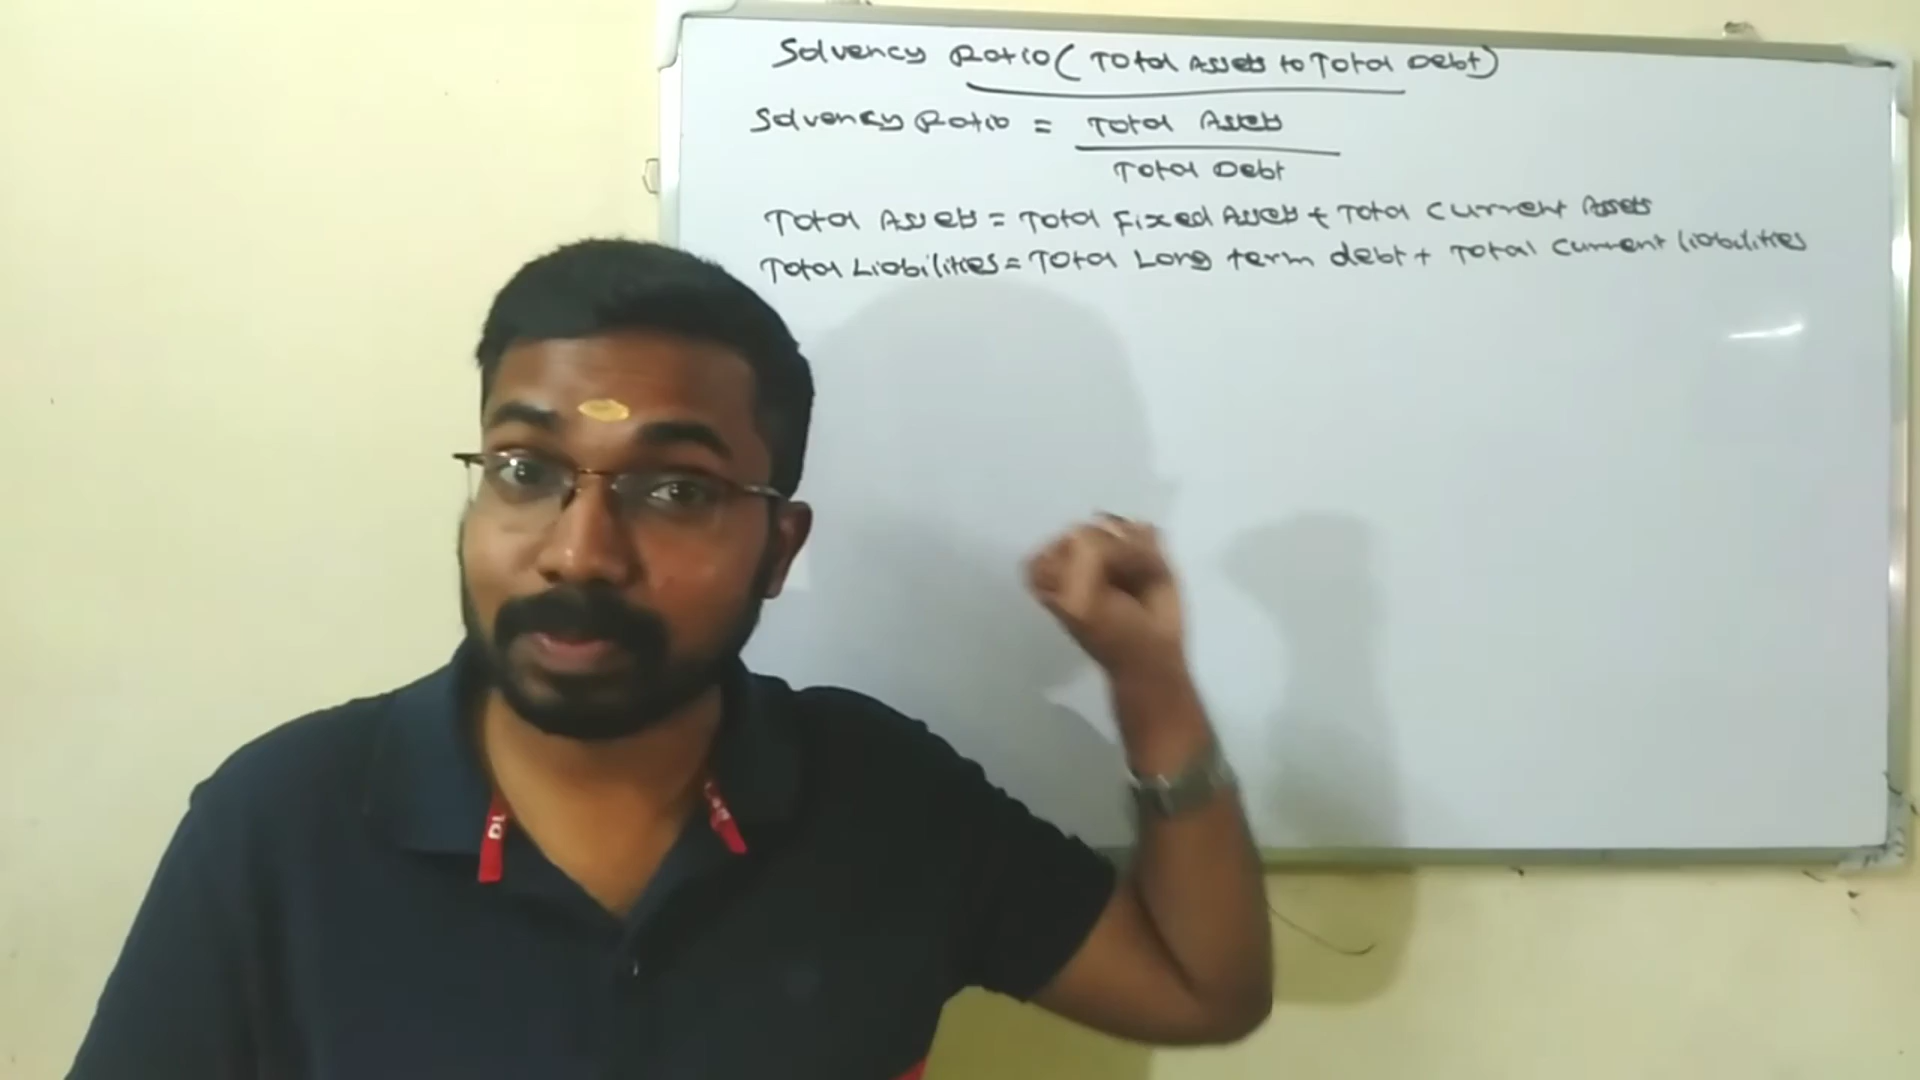 Solvency Ratio (Total Assets to Total Debt)
Solvency Ratio = Total Assets
Total Debt
Total Assets = Total Fixed Assets + Total Current Assets
Total Liabilities = Total Long term debt + Total Current liabilities